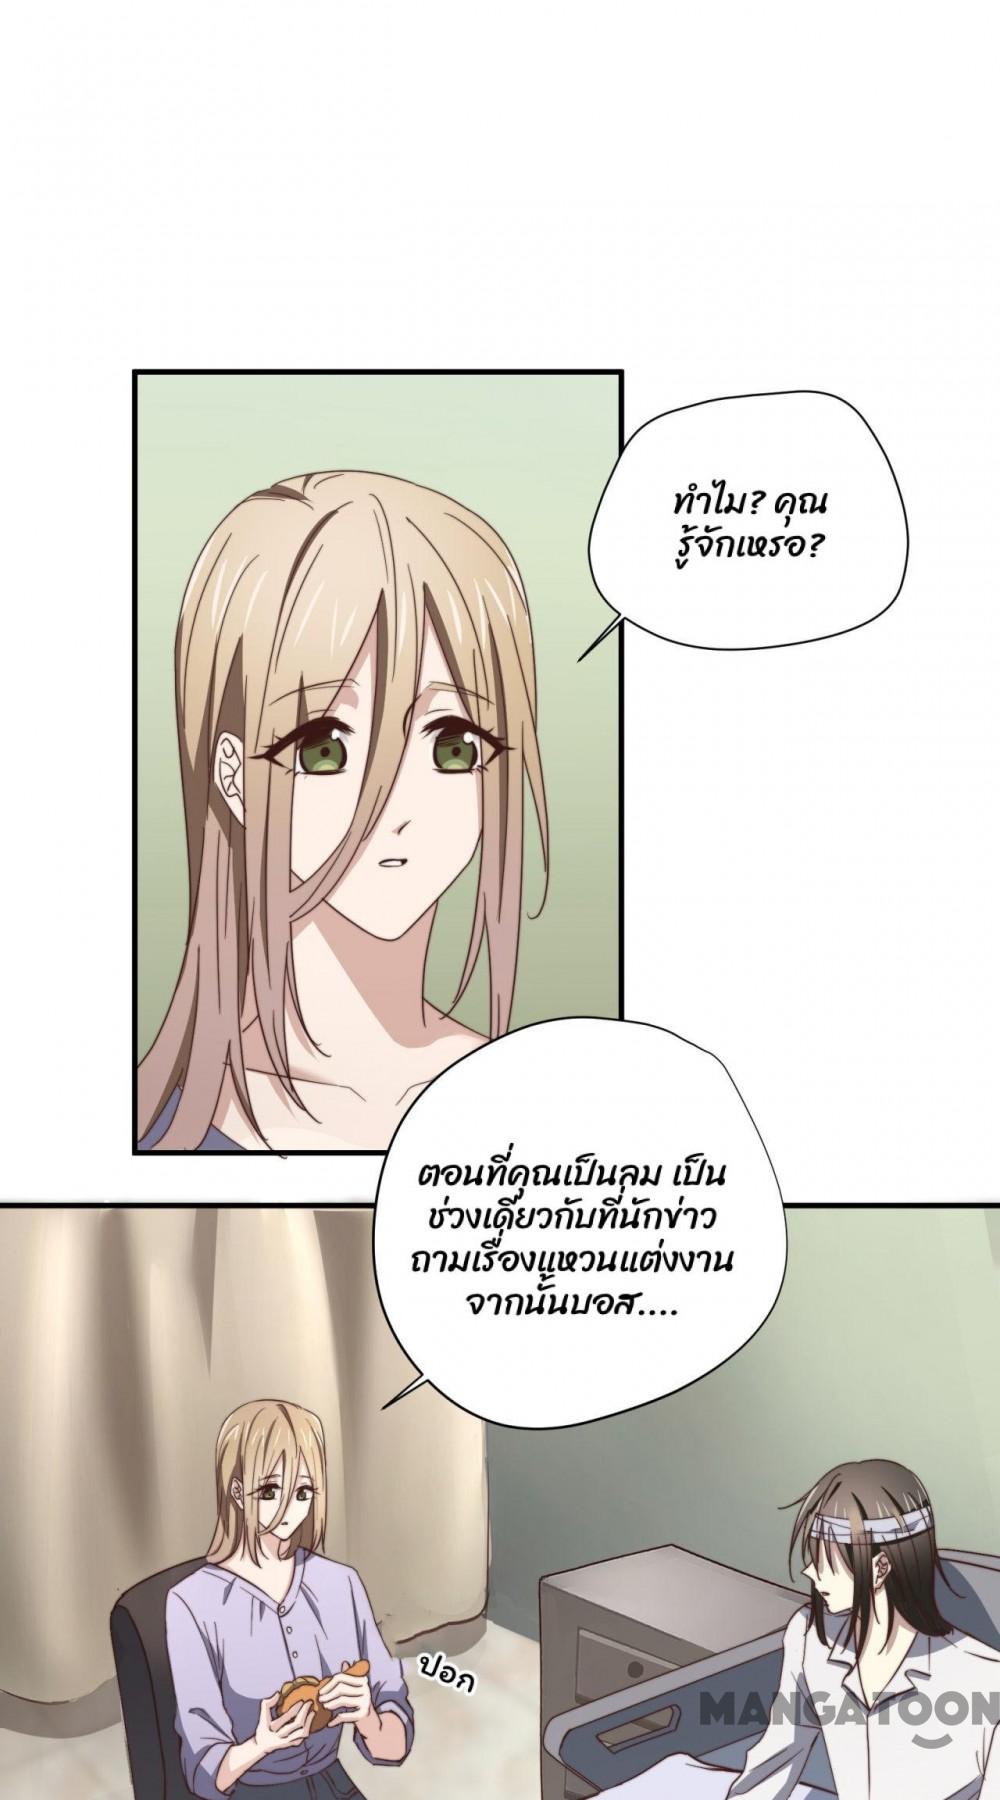 ทำไม? คุณ
รู้จักเหรอ?
ตอนที่คุณเป็นลม เป็น
ช่วงเดียวกับที่นักข่าว
ถามเรื่องแหวนแต่งงาน
จากนั้นบอส....
ปอก
MANGATOON